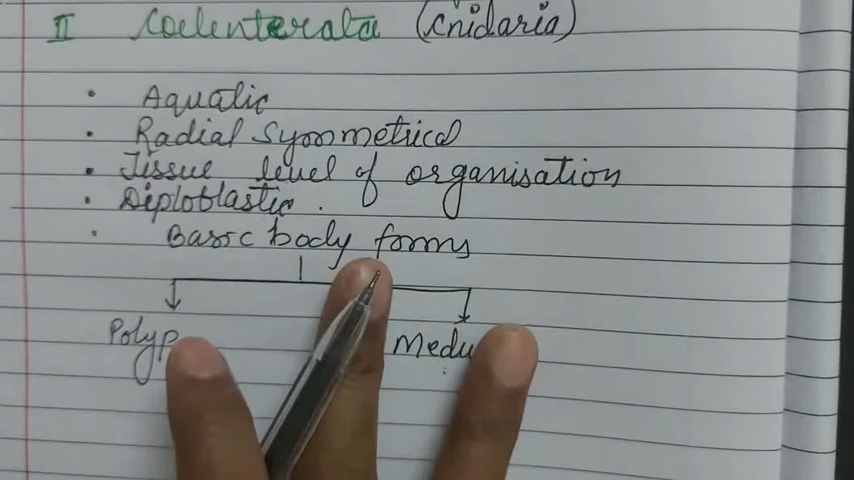 II Coelenterata (cnidaria)
• Aquatic
• Radial Symmetrical
• Tissue level of organisation
• Diploblastic.
• Basic body forms
Polyp Medu